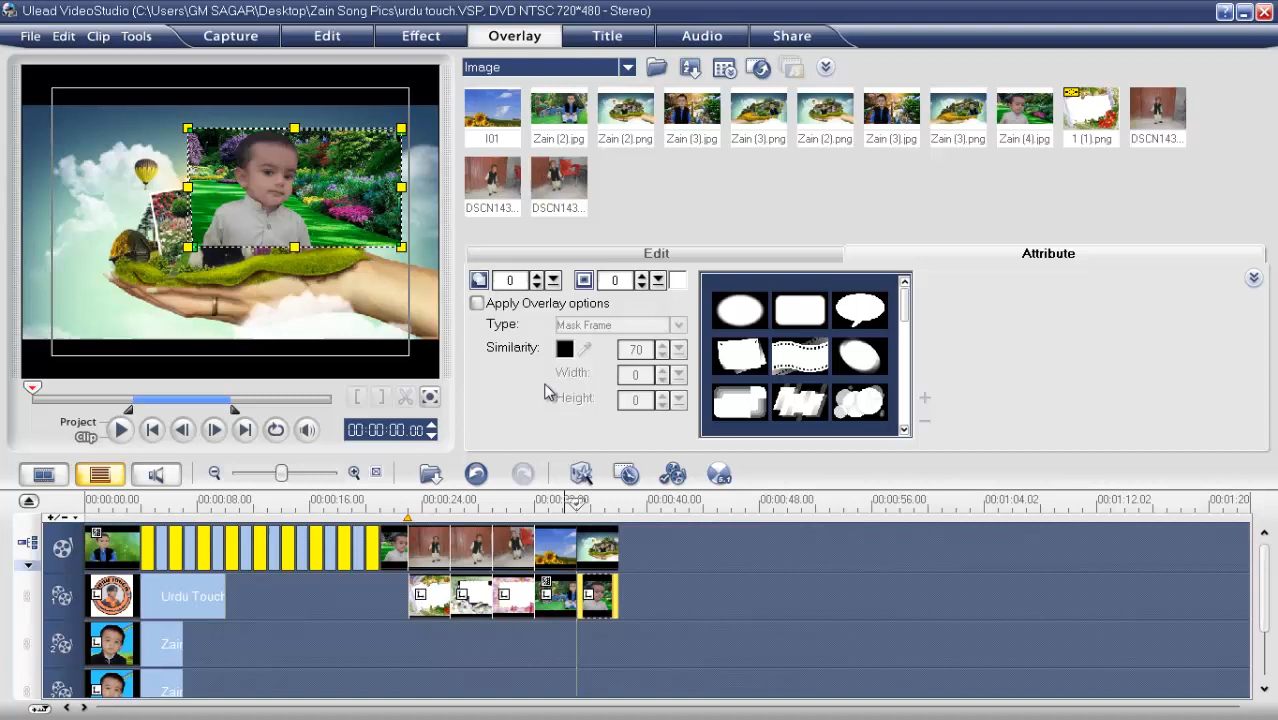 Ulead VideoStudio (C:\Users\GM SAGAR\Desktop\Zain Song Pics\urdu touch.VSP, DVD NTSC 720*480 - Stereo)
File Edit Clip Tools Capture Edit Effect Overlay Title Audio Share
Image
I01 Zain (2).jpg Zain (2).png Zain (3).jpg Zain (3).png Zain (2).png Zain (3).jpg Zain (3).png Zain (4).jpg 1 (1).png DSCN143...
DSCN143... DSCN143...
Edit Attribute
0 0
Apply Overlay options
Type: Mask Frame
Similarity: 70
Width: 0
Height: 0
Project
Clip
00:00:00.00
00:00:00.00 00:00:08.00 00:00:16.00 00:00:24.00 00:00:40.00 00:00:48.00 00:00:56.00 00:01:04.02 00:01:12.02 00:01:20
+/-
Urdu Touch
Zain
Zain